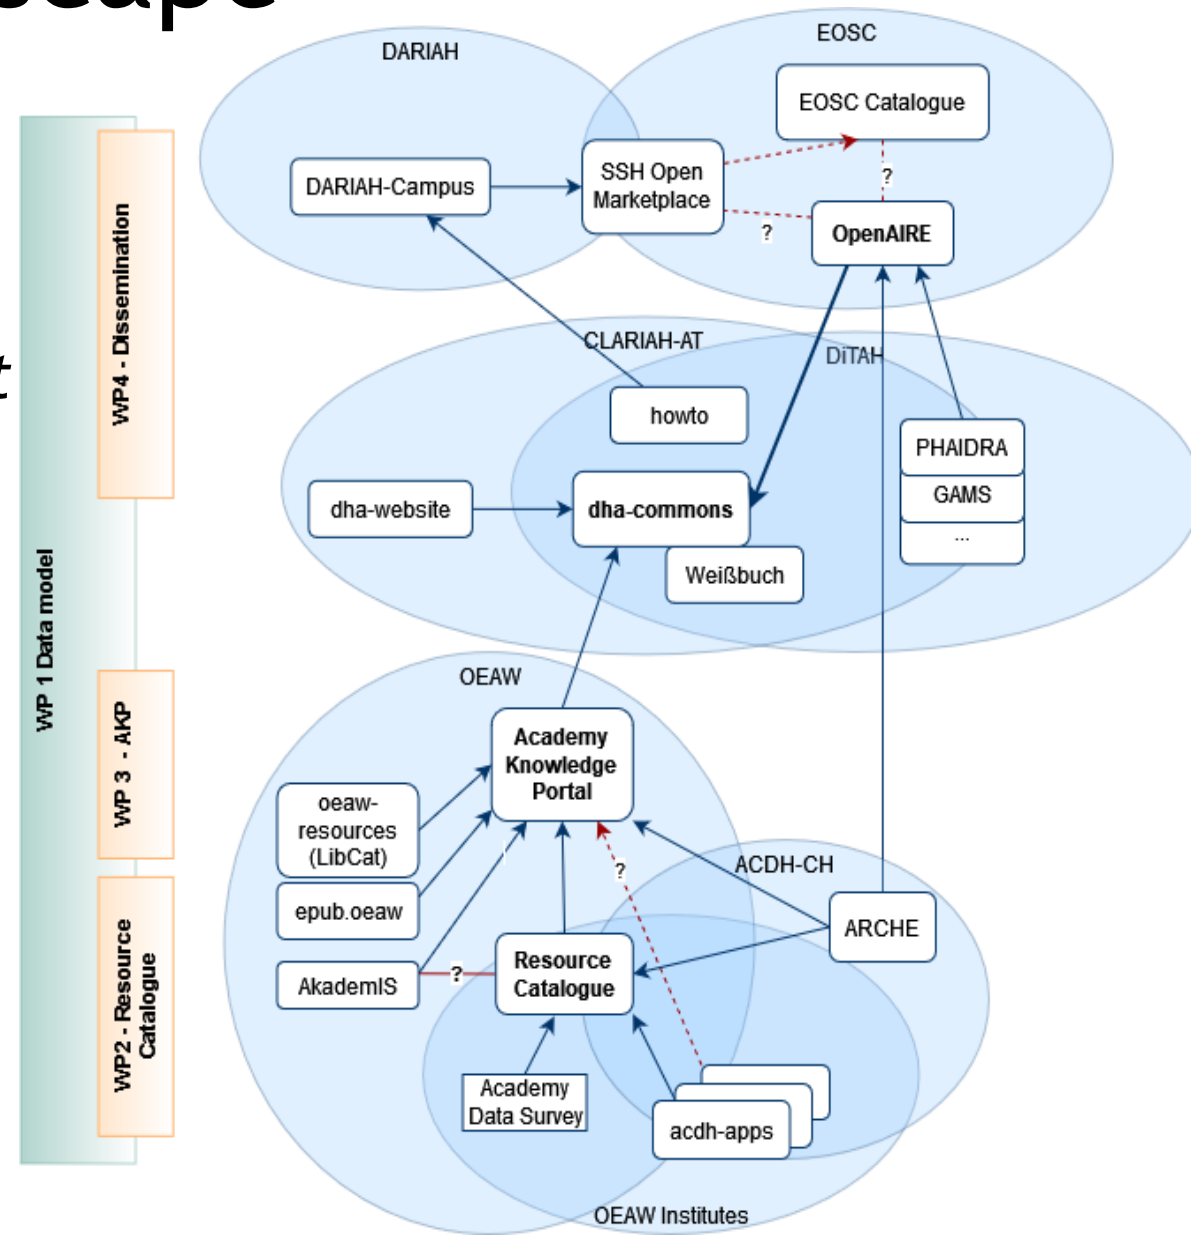 scape
t
WP 1 Data model
WP4 - Dissemination
WP 3 - AKP
WP2 - Resource
Catalogue
DARIAH
EOSC
EOSC Catalogue
DARIAH-Campus
SSH Open
Marketplace
?
?
OpenAIRE
CLARIAH-AT
DiTAH
howto
PHAIDRA
GAMS
...
dha-website
dha-commons
Weißbuch
OEAW
Academy
Knowledge
Portal
oeaw-
resources
(LibCat)
epub.oeaw
AkademIS
?
?
ACDH-CH
ARCHE
Resource
Catalogue
Academy
Data Survey
acdh-apps
OEAW Institutes